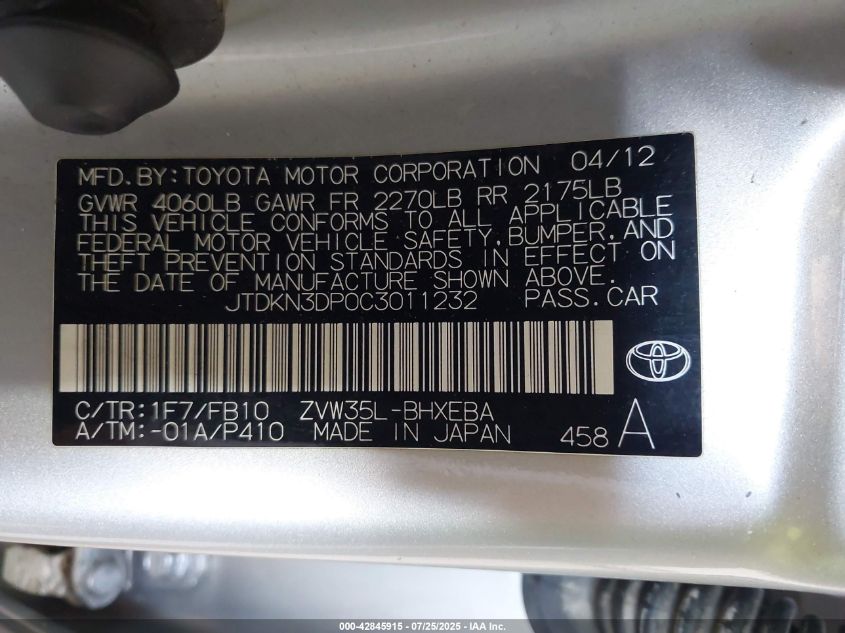 MFD.BY:TOYOTA MOTOR CORPORATION 04/12
GVWR 4060LB GAWR FR 2270LB RR 2175LB
THIS VEHICLE CONFORMS TO ALL APPLICABLE
FEDERAL MOTOR VEHICLE SAFETY,BUMPER,AND
THEFT PREVENTION STANDARDS IN EFFECT ON
THE DATE OF MANUFACTURE SHOWN ABOVE.
JTDKN3DP0C3011232 PASS.CAR
C/TR:1F7/FB10 ZVW35L-BHXEBA
A/TM:-01A/P410 MADE IN JAPAN 458 A
000-42845915 - 07/25/2025 - IAA Inc.